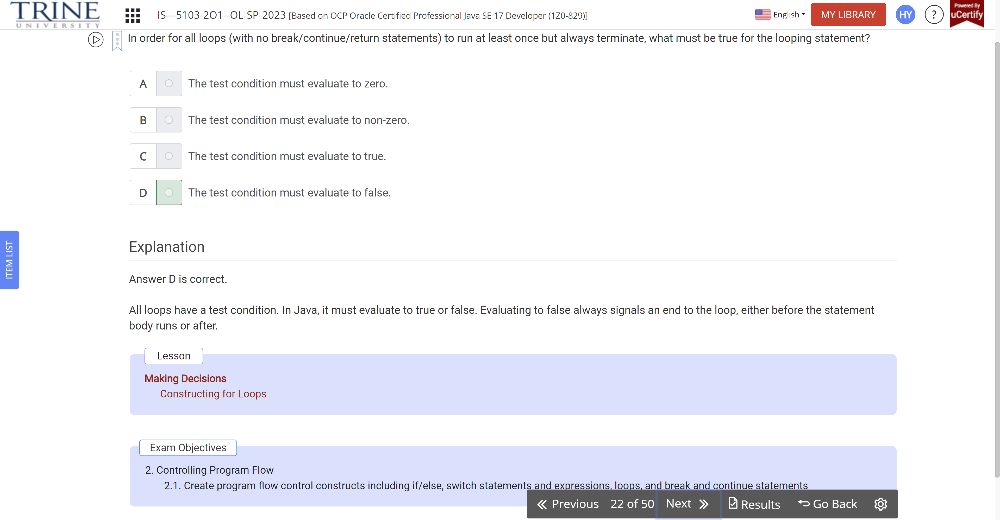 TRINE
UNIVERSITY
IS---5103-2O1--OL-SP-2023 [Based on OCP Oracle Certified Professional Java SE 17 Developer (1Z0-829)]
English
MY LIBRARY
HY
?
Powered By
uCertify
In order for all loops (with no break/continue/return statements) to run at least once but always terminate, what must be true for the looping statement?
A The test condition must evaluate to zero.
B The test condition must evaluate to non-zero.
C The test condition must evaluate to true.
D The test condition must evaluate to false.
ITEM LIST
Explanation
Answer D is correct.
All loops have a test condition. In Java, it must evaluate to true or false. Evaluating to false always signals an end to the loop, either before the statement
body runs or after.
Lesson
Making Decisions
Constructing for Loops
Exam Objectives
2. Controlling Program Flow
2.1. Create program flow control constructs including if/else, switch statements and expressions, loops, and break and continue statements
Previous 22 of 50 Next Results Go Back